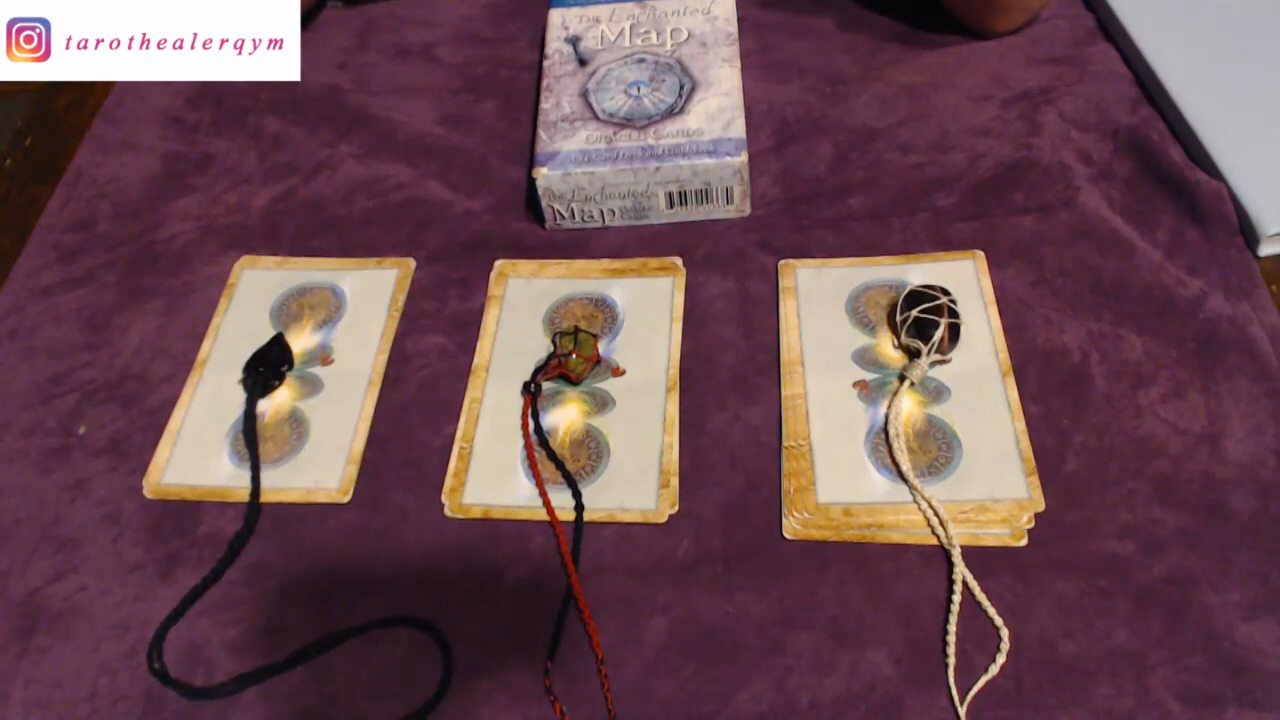 tarothealerqym
The Enchanted
Map
Oracle Cards
The Enchanted
Map